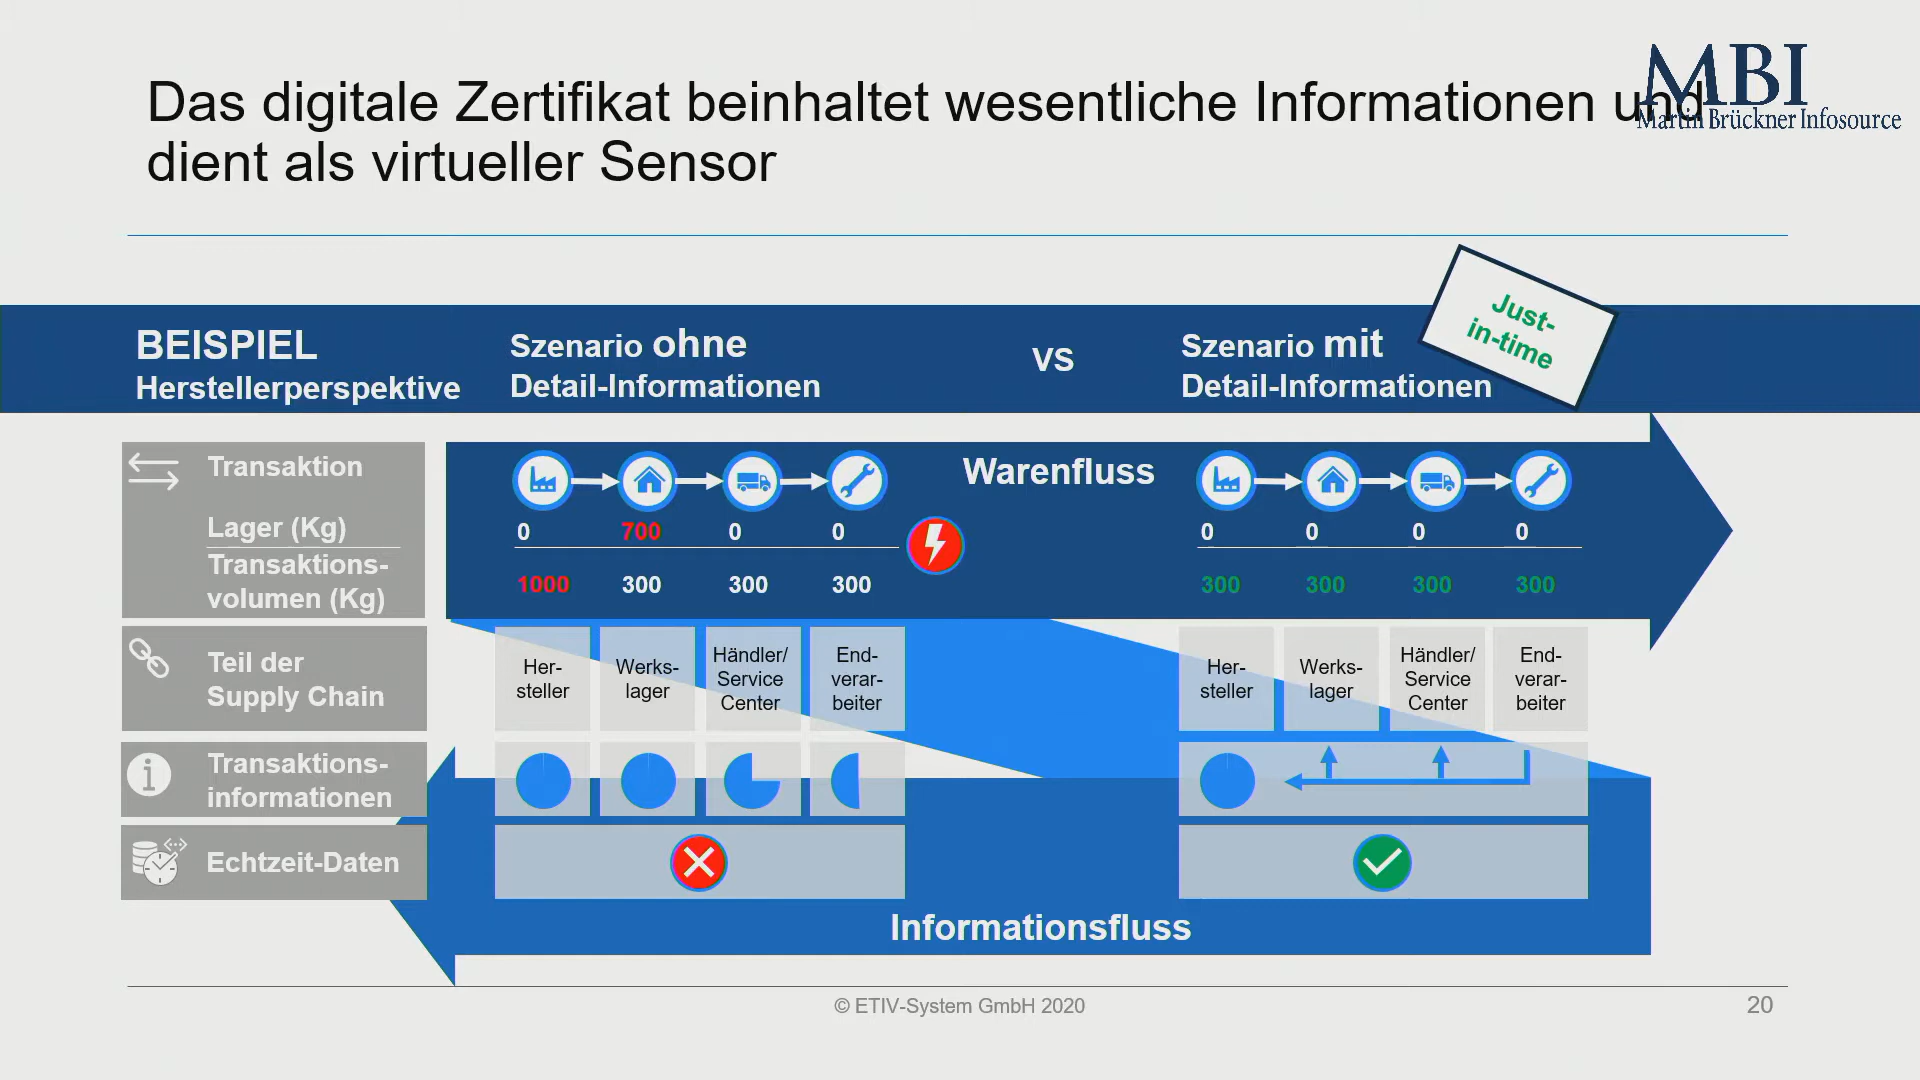 Das digitale Zertifikat beinhaltet wesentliche Informationen und
dient als virtueller Sensor
MBI
Martin Brückner Infosource
BEISPIEL
Herstellerperspektive
Szenario ohne
Detail-Informationen
VS
Szenario mit
Detail-Informationen
Just-
in-time
Transaktion
Lager (Kg)
Transaktions-
volumen (Kg)
Warenfluss
0 700 0 0
1000 300 300 300
0 0 0 0
300 300 300 300
Teil der
Supply Chain
Her-
steller
Werks-
lager
Händler/
Service
Center
End-
verar-
beiter
Her-
steller
Werks-
lager
Händler/
Service
Center
End-
verar-
beiter
Transaktions-
informationen
Echtzeit-Daten
Informationsfluss
© ETIV-System GmbH 2020
20